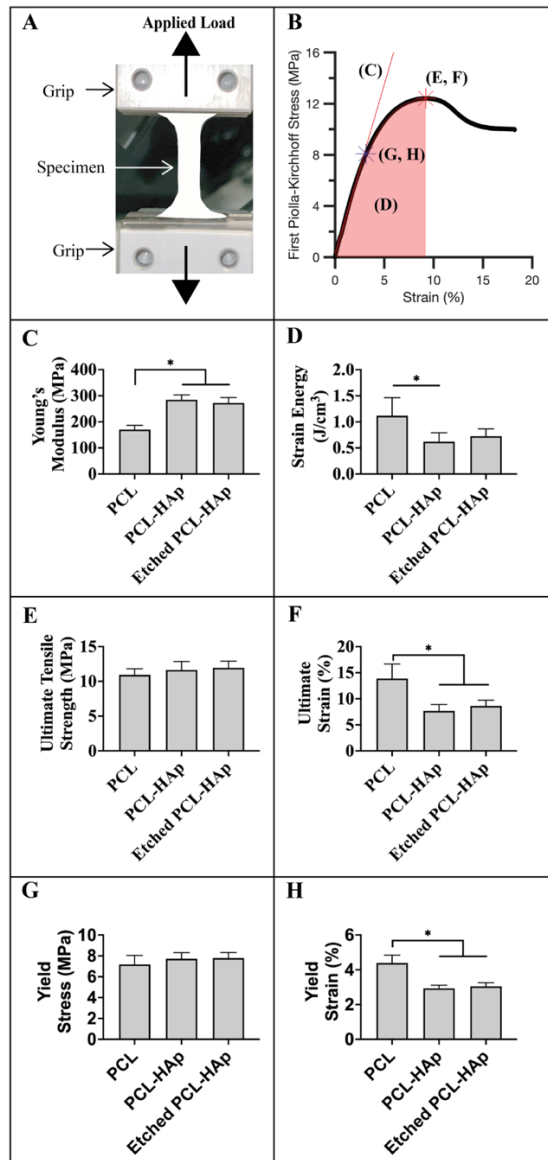 A
Applied Load
Grip
Specimen
Grip
B
First Piolla-Kirchhoff Stress (MPa)
16
12
8
4
0
0
5
10
15
20
Strain (%)
(C)
(E, F)
(G, H)
(D)
C
Young's
Modulus (MPa)
400
300
200
100
0
*
PCL
PCL-HAp
Etched PCL-HAp
D
Strain Energy
(J/cm³)
2.0
1.5
1.0
0.5
0.0
*
PCL
PCL-HAp
Etched PCL-HAp
E
Ultimate Tensile
Strength (MPa)
15
10
5
0
PCL
PCL-HAp
Etched PCL-HAp
F
Ultimate
Strain (%)
20
15
10
5
0
*
PCL
PCL-HAp
Etched PCL-HAp
G
Yield
Stress (MPa)
10
8
6
4
2
0
PCL
PCL-HAp
Etched PCL-HAp
H
Yield
Strain (%)
6
4
2
0
*
PCL
PCL-HAp
Etched PCL-HAp